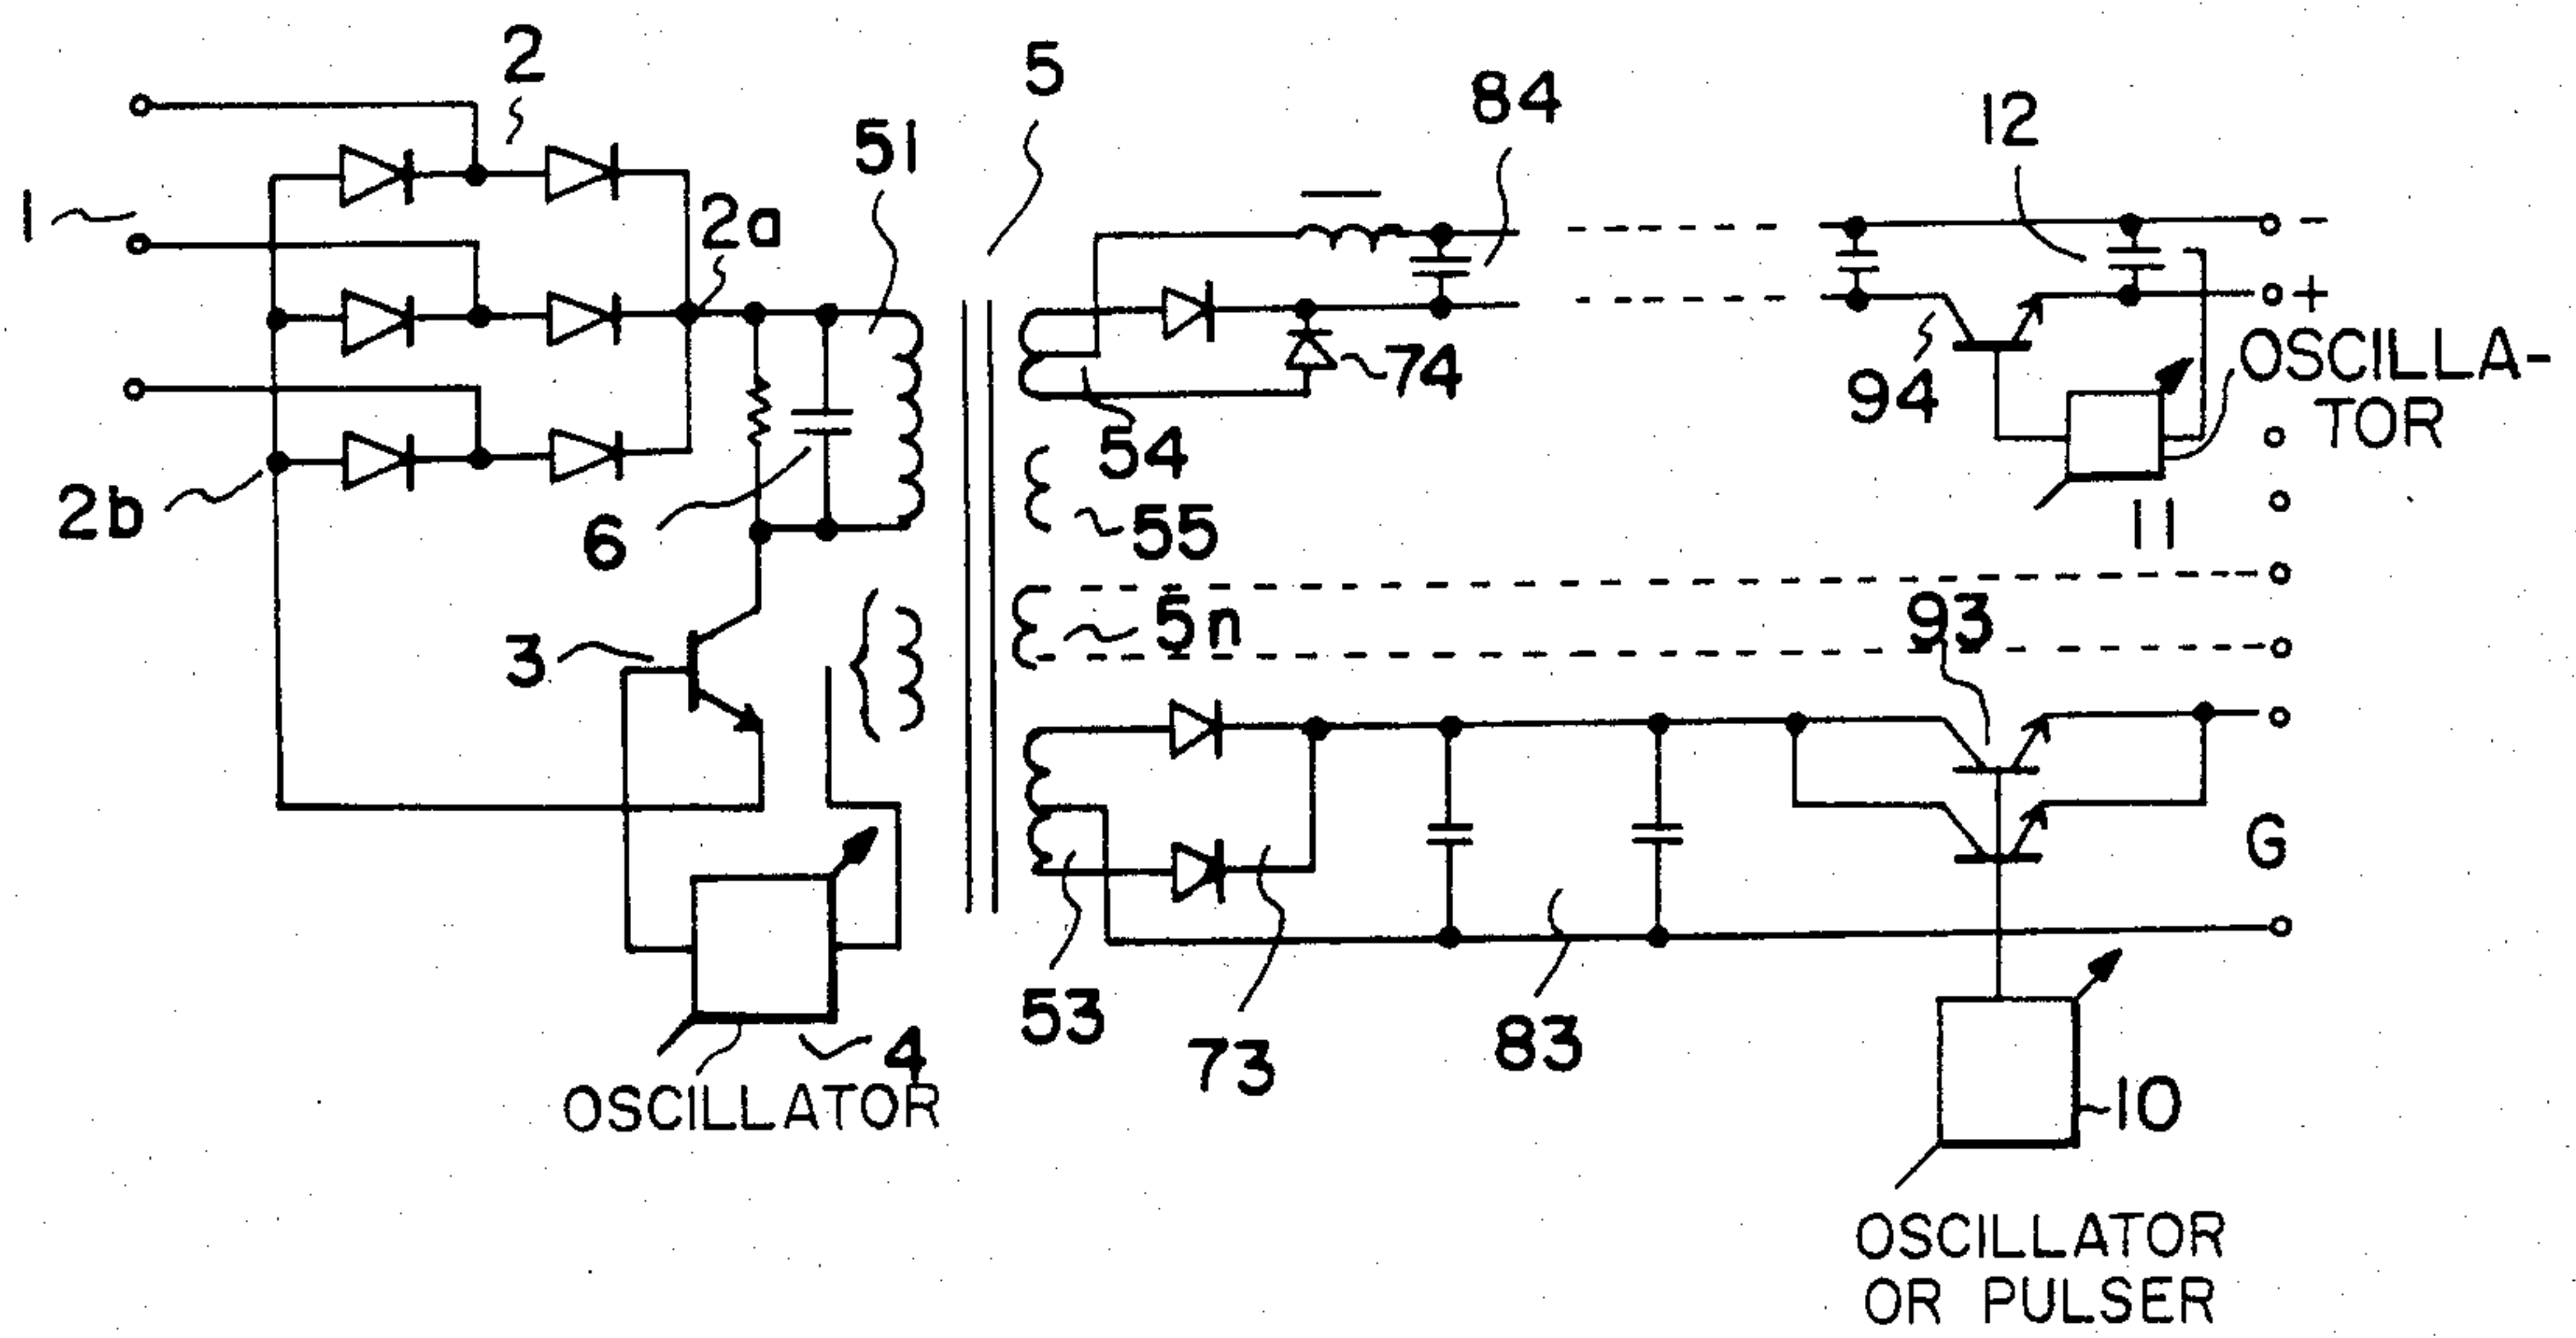 2
5
84
12
51
1
2a
-
+
74
OSCILLA-
TOR
94
54
2b
6
55
11
5n
93
3
G
53
73
83
4
OSCILLATOR
10
OSCILLATOR
OR PULSER